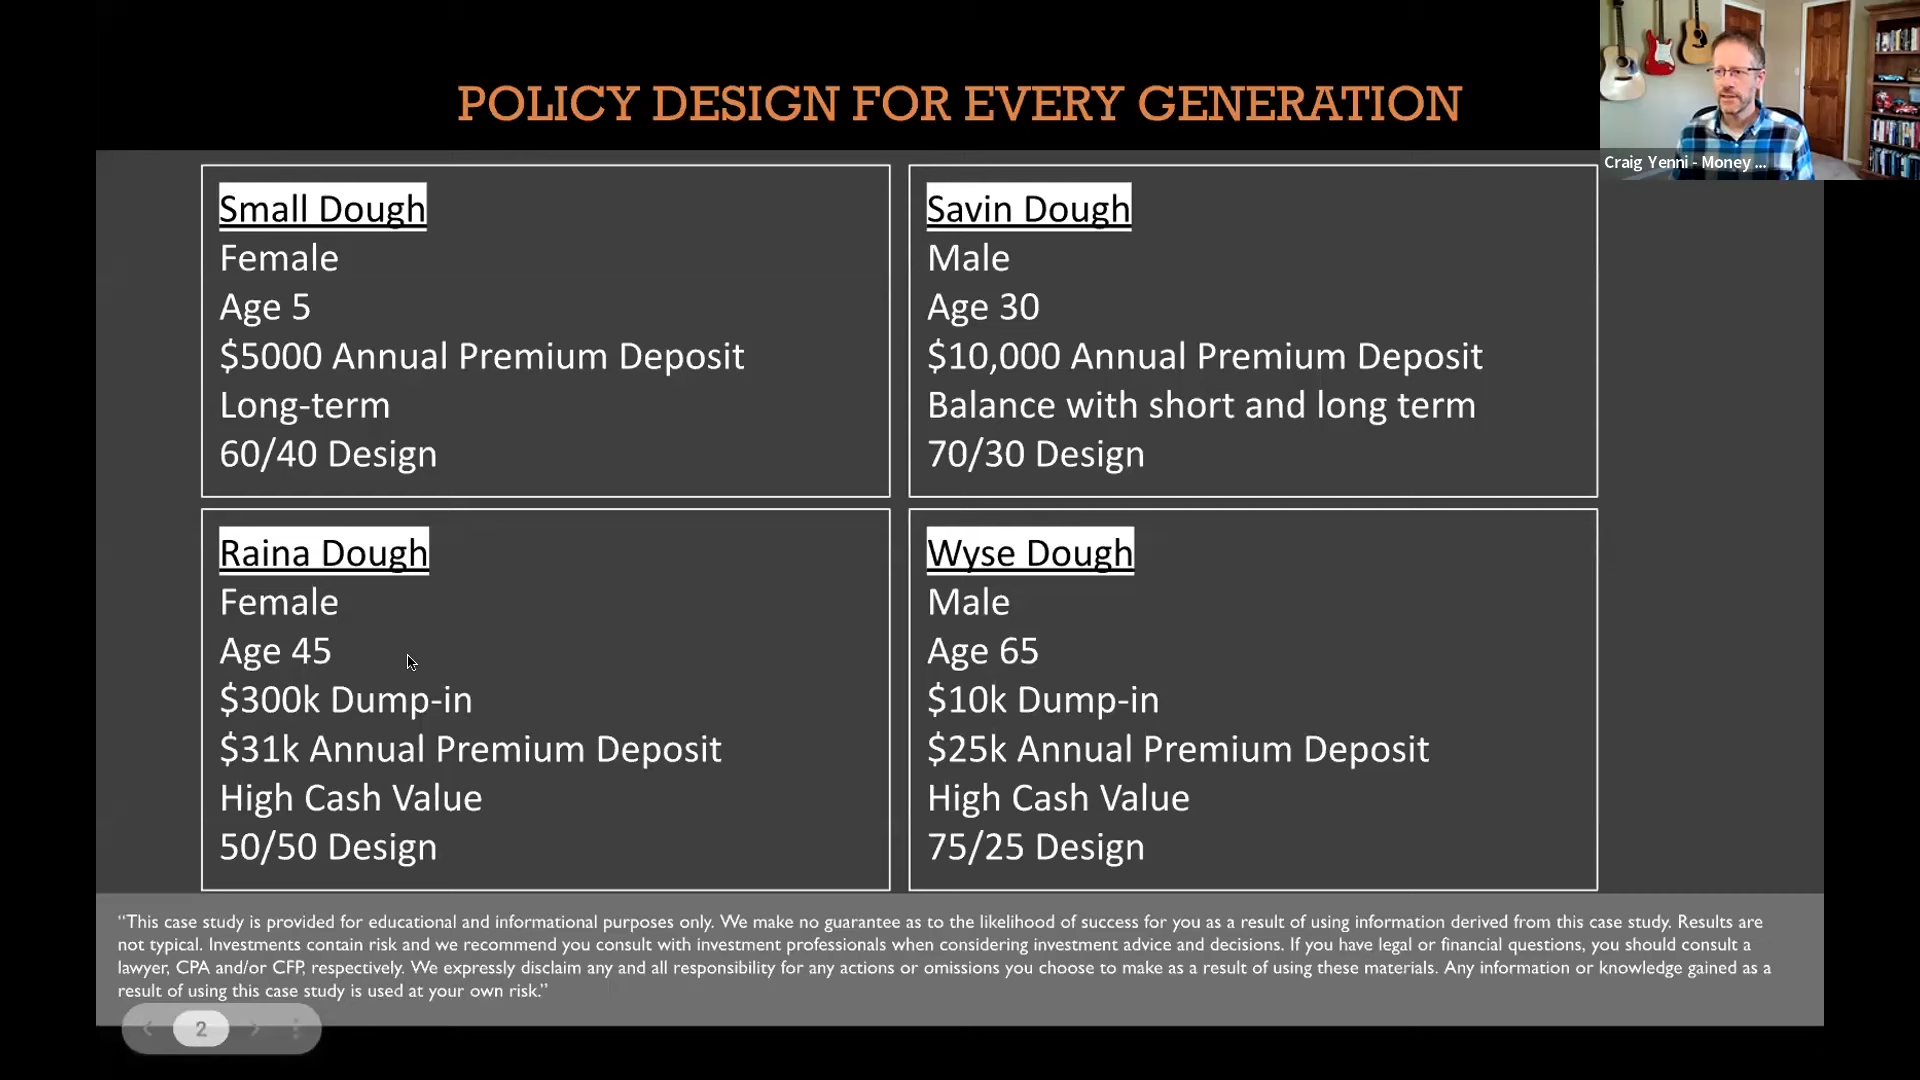 POLICY DESIGN FOR EVERY GENERATION
Craig Yenni - Money ...
Small Dough
Female
Age 5
$5000 Annual Premium Deposit
Long-term
60/40 Design
Savin Dough
Male
Age 30
$10,000 Annual Premium Deposit
Balance with short and long term
70/30 Design
Raina Dough
Female
Age 45
$300k Dump-in
$31k Annual Premium Deposit
High Cash Value
50/50 Design
Wyse Dough
Male
Age 65
$10k Dump-in
$25k Annual Premium Deposit
High Cash Value
75/25 Design
“This case study is provided for educational and informational purposes only. We make no guarantee as to the likelihood of success for you as a result of using information derived from this case study. Results are
not typical. Investments contain risk and we recommend you consult with investment professionals when considering investment advice and decisions. If you have legal or financial questions, you should consult a
lawyer, CPA and/or CFP, respectively. We expressly disclaim any and all responsibility for any actions or omissions you choose to make as a result of using these materials. Any information or knowledge gained as a
result of using this case study is used at your own risk.”
2